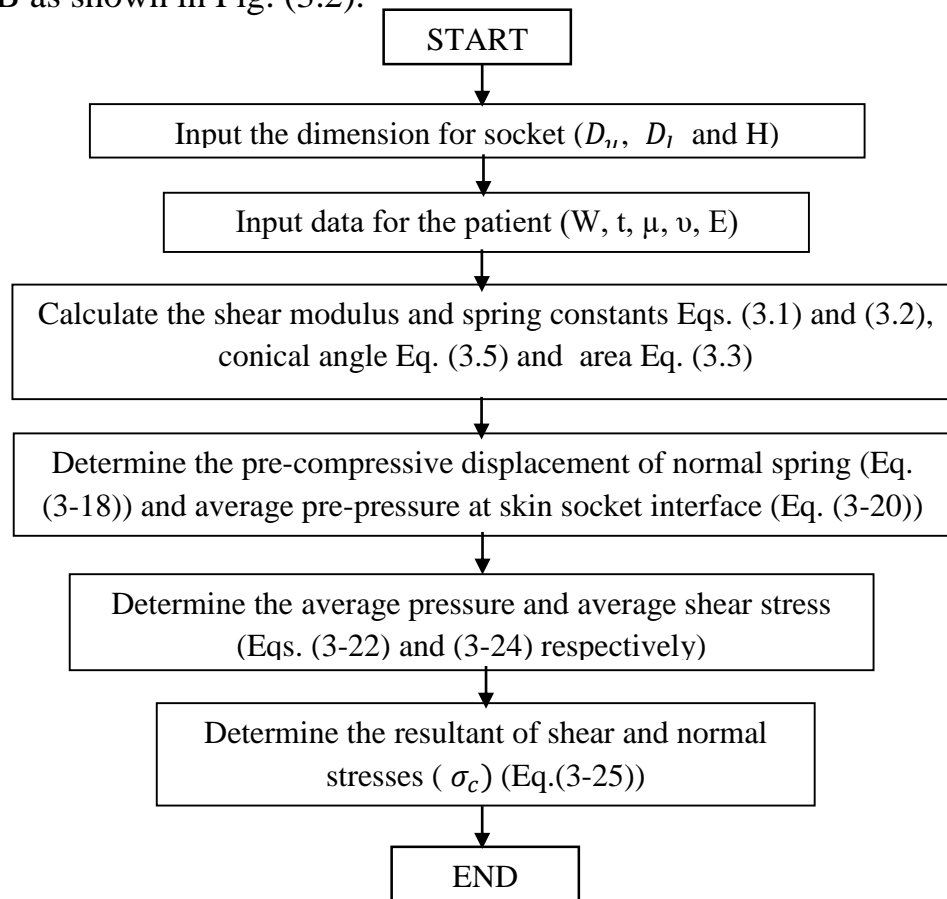 B as shown in Fig. (3.2).
START
Input the dimension for socket (D_u, D_l and H)
Input data for the patient (W, t, μ, υ, E)
Calculate the shear modulus and spring constants Eqs. (3.1) and (3.2),
conical angle Eq. (3.5) and area Eq. (3.3)
Determine the pre-compressive displacement of normal spring (Eq.
(3-18)) and average pre-pressure at skin socket interface (Eq. (3-20))
Determine the average pressure and average shear stress
(Eqs. (3-22) and (3-24) respectively)
Determine the resultant of shear and normal
stresses ( σ_c) (Eq.(3-25))
END